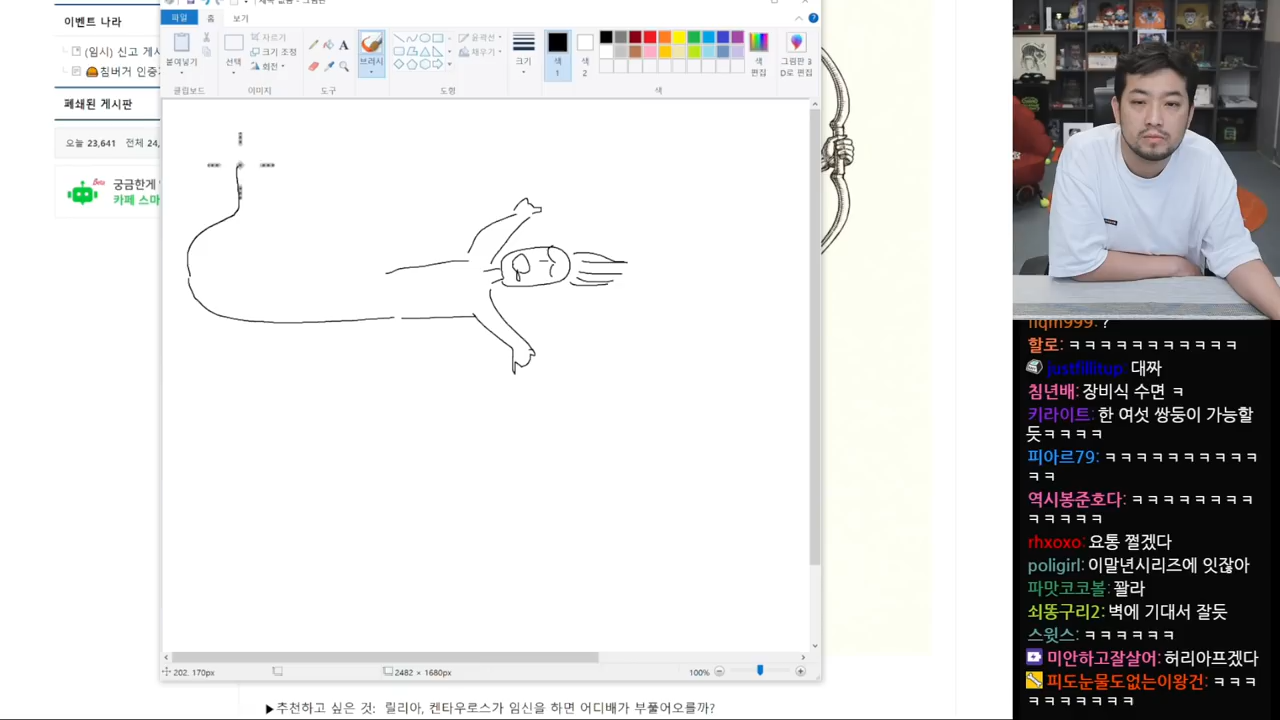 이벤트 나라
(임시) 신고 게시
침버거 인증
폐쇄된 게시판
오늘 23,641 전체 24,
Beta
궁금한게
카페 스마
파일
홈
보기
붙여넣기
자르기
클립보드
선택
크기 조정
회전
이미지
도구
브러시
윤곽선
채우기
도형
크기
색
1
색
2
색
편집
그림판 3
D로 편집
색
202, 170px
2482 × 1680px
100%
▶추천하고 싶은 것: 릴리아, 켄타우로스가 임신을 하면 어디배가 부풀어오를까?
hqm999: ?
할로: ㅋㅋㅋㅋㅋㅋㅋㅋㅋㅋㅋ
justfillitup: 대짜
침년배: 장비식 수면 ㅋ
키라이트: 한 여섯 쌍둥이 가능할
듯ㅋㅋㅋㅋ
피아르79: ㅋㅋㅋㅋㅋㅋㅋㅋㅋㅋ
ㅋㅋ
역시봉준호다: ㅋㅋㅋㅋㅋㅋㅋㅋ
ㅋㅋㅋㅋㅋ
rhxoxo: 요통 쩔겠다
poligirl: 이말년시리즈에 잇잖아
파맛코코볼: 꽐라
쇠똥구리2: 벽에 기대서 잘듯
스윗스: ㅋㅋㅋㅋㅋㅋ
미안하고잘살어: 허리아프겠다
피도눈물도없는이왕건: ㅋㅋㅋ
ㅋㅋㅋㅋㅋㅋㅋ